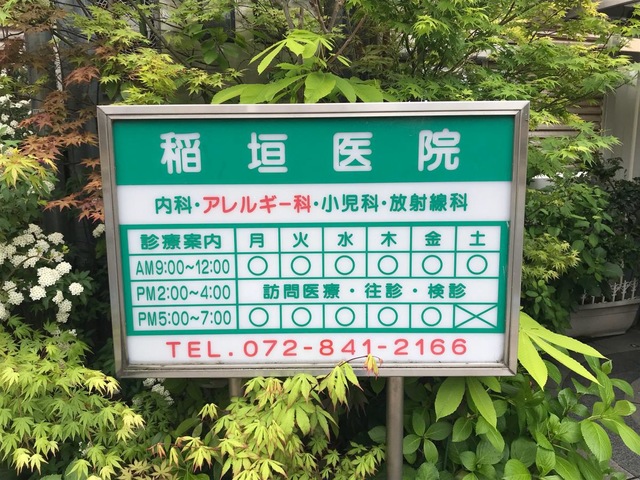 稲垣医院
内科・アレルギー科・小児科・放射線科
診療案内 月 火 水 木 金 土
AM9:00~12:00 ○ ○ ○ ○ ○ ○
PM2:00~4:00 訪問医療・往診・検診
PM5:00~7:00 ○ ○ ○ ○ ○ ×
TEL.072-841-2166